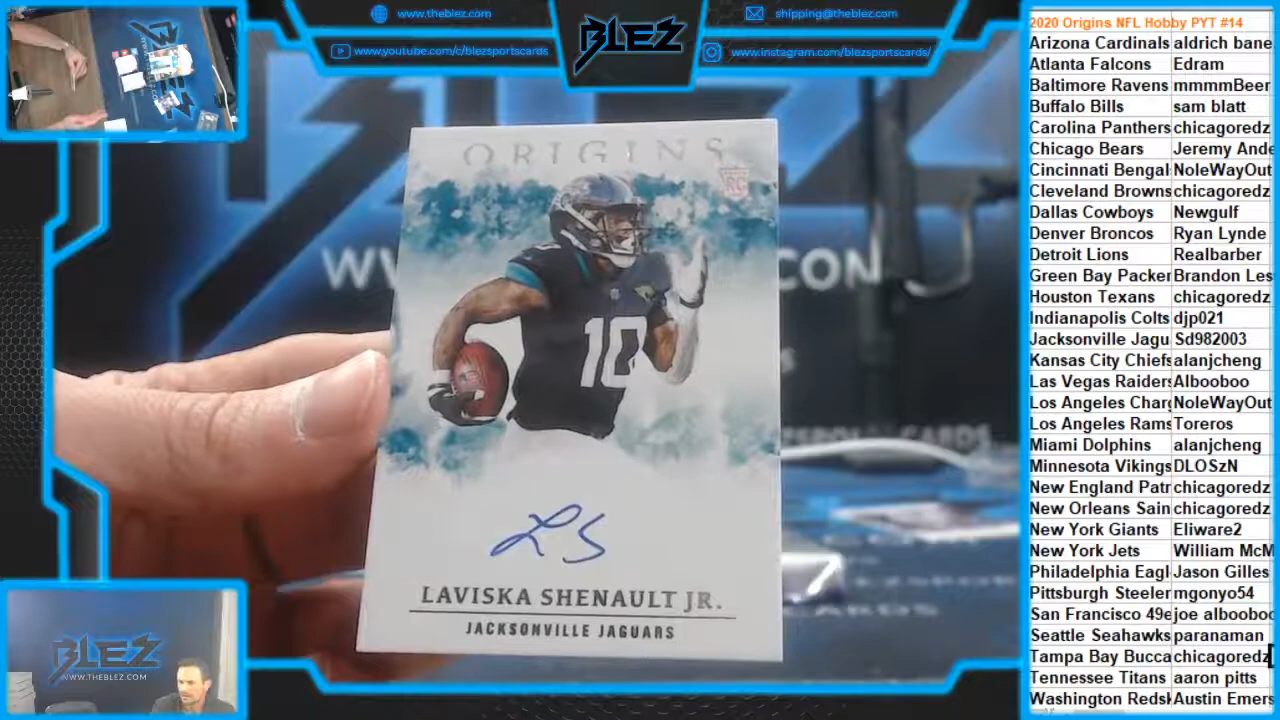 www.theblez.com
www.youtube.com/c/blezsportscards
BLEZ
shipping@theblez.com
www.instagram.com/blezsportscards/
ORIGINS
RC
10
LAVISKA SHENAULT JR.
JACKSONVILLE JAGUARS
LS
BLEZ
WWW.THEBLEZ.COM
2020 Origins NFL Hobby PYT #14
Arizona Cardinals aldrich bane
Atlanta Falcons Edram
Baltimore Ravens mmmmBeer
Buffalo Bills sam blatt
Carolina Panthers chicagoredz
Chicago Bears Jeremy Ande
Cincinnati Bengal NoleWayOut
Cleveland Browns chicagoredz
Dallas Cowboys Newgulf
Denver Broncos Ryan Lynde
Detroit Lions Realbarber
Green Bay Packer Brandon Les
Houston Texans chicagoredz
Indianapolis Colts djp021
Jacksonville Jagu Sd982003
Kansas City Chiefs alanjcheng
Las Vegas Raiders Albooboo
Los Angeles Charg NoleWayOut
Los Angeles Rams Toreros
Miami Dolphins alanjcheng
Minnesota Vikings DLOSzN
New England Patr chicagoredz
New Orleans Sain chicagoredz
New York Giants Eliware2
New York Jets William McM
Philadelphia Eagl Jason Gilles
Pittsburgh Steeler mgonyo54
San Francisco 49e joe albooboo
Seattle Seahawks paranaman
Tampa Bay Bucca chicagoredz
Tennessee Titans aaron pitts
Washington Redsk Austin Emers